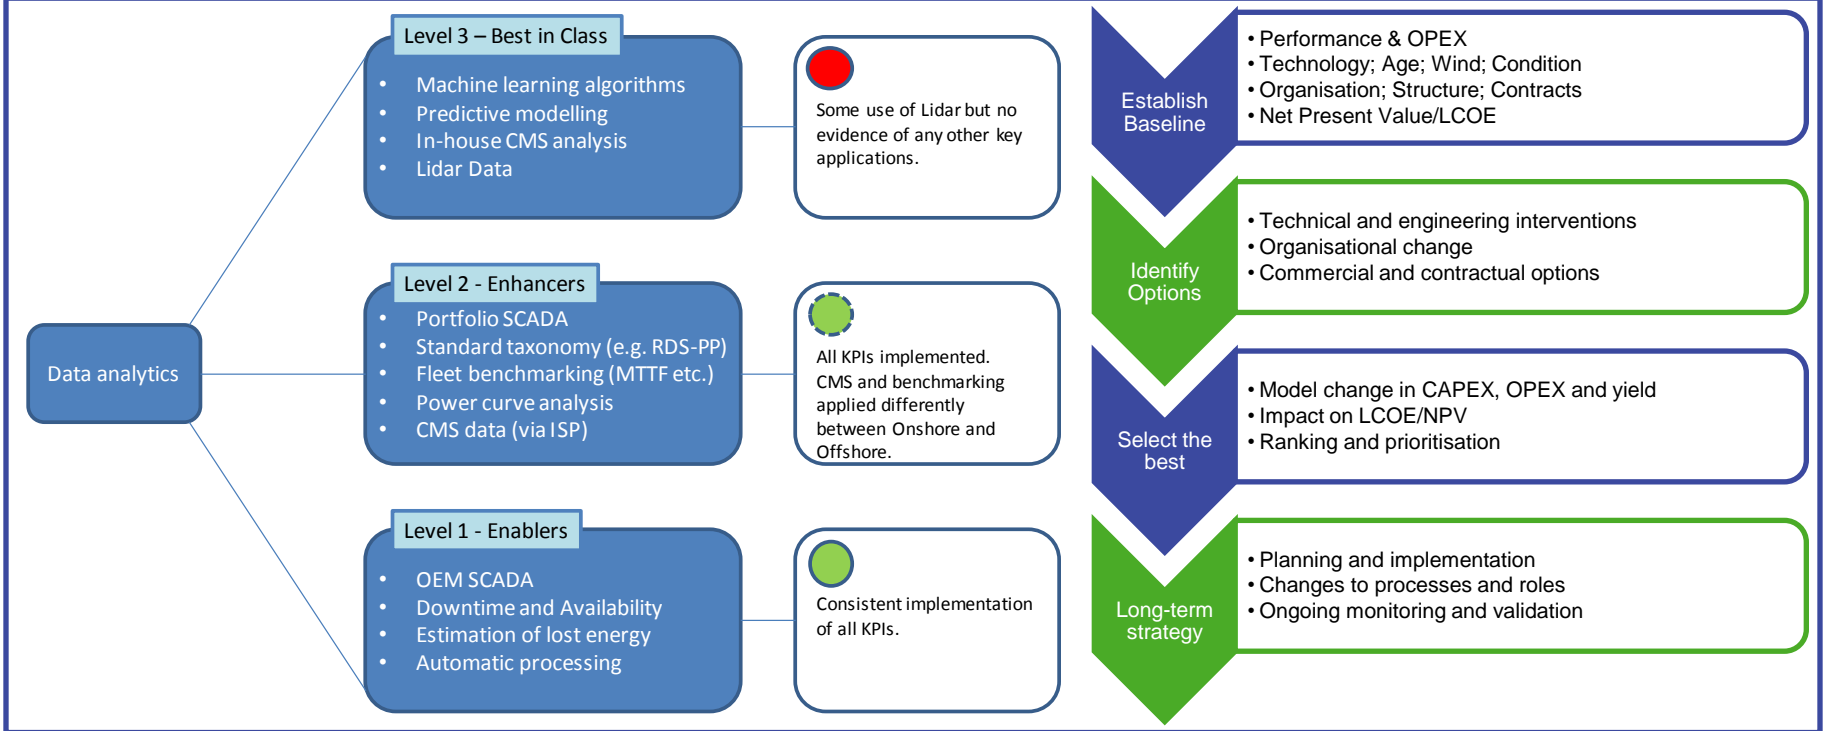 Data analytics
Level 3 – Best in Class
• Machine learning algorithms
• Predictive modelling
• In-house CMS analysis
• Lidar Data
Some use of Lidar but no
evidence of any other key
applications.
Level 2 - Enhancers
• Portfolio SCADA
• Standard taxonomy (e.g. RDS-PP)
• Fleet benchmarking (MTTF etc.)
• Power curve analysis
• CMS data (via ISP)
All KPIs implemented.
CMS and benchmarking
applied differently
between Onshore and
Offshore.
Level 1 - Enablers
• OEM SCADA
• Downtime and Availability
• Estimation of lost energy
• Automatic processing
Consistent implementation
of all KPIs.
Establish
Baseline
• Performance & OPEX
• Technology; Age; Wind; Condition
• Organisation; Structure; Contracts
• Net Present Value/LCOE
Identify
Options
• Technical and engineering interventions
• Organisational change
• Commercial and contractual options
Select the
best
• Model change in CAPEX, OPEX and yield
• Impact on LCOE/NPV
• Ranking and prioritisation
Long-term
strategy
• Planning and implementation
• Changes to processes and roles
• Ongoing monitoring and validation